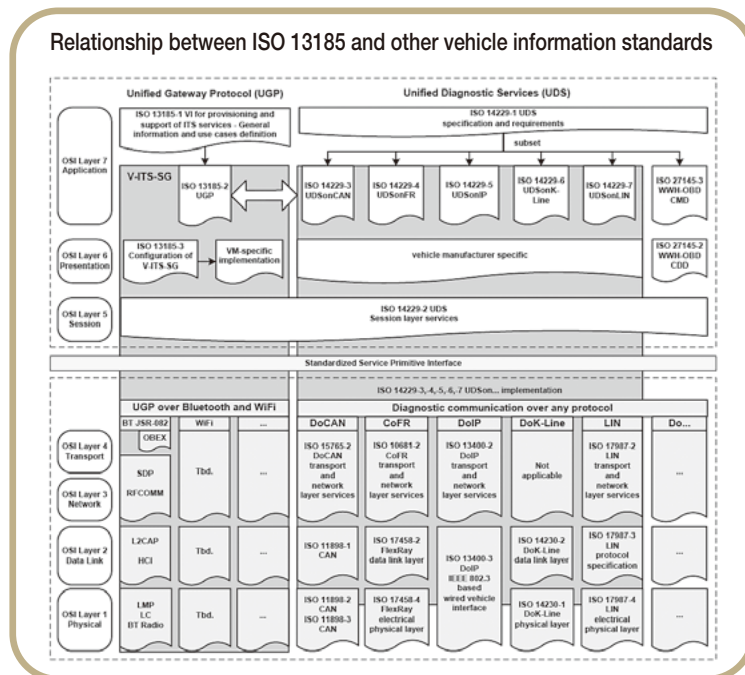 Relationship between ISO 13185 and other vehicle information standards
Unified Gateway Protocol (UGP)
Unified Diagnostic Services (UDS)
OSI Layer 7
Application
ISO 13185-1 VI for provisioning and
support of ITS services - General
information and use cases definition
ISO 14229-1 UDS
specification and requirements
subset
V-ITS-SG
ISO 13185-2
UGP
ISO 14229-3
UDSonCAN
ISO 14229-4
UDSonFR
ISO 14229-5
UDSonIP
ISO 14229-6
UDSonK-
Line
ISO 14229-7
UDSonLIN
ISO 27145-3
WWH-OBD
CMD
OSI Layer 6
Presentation
ISO 13185-3
Configuration of
V-ITS-SG
VM-specific
implementation
vehicle manufacturer specific
ISO 27145-2
WWH-OBD
CDD
OSI Layer 5
Session
ISO 14229-2 UDS
Session layer services
Standardized Service Primitive Interface
ISO 14229-3,-4,-5,-6,-7 UDSon... implementation
UGP over Bluetooth and WiFi
Diagnostic communication over any protocol
BT JSR-082
WiFi
...
DoCAN
CoFR
DoIP
DoK-Line
LIN
Do...
OSI Layer 4
Transport
OSI Layer 3
Network
OBEX
SDP
RFCOMM
Tbd.
...
ISO 15765-2
DoCAN
transport
and
network
layer services
ISO 10681-2
CoFR
transport
and
network
layer services
ISO 13400-2
DoIP
transport
and
network
layer services
Not
applicable
ISO 17987-2
LIN
transport
and
network
layer services
...
OSI Layer 2
Data Link
L2CAP
HCI
Tbd.
...
ISO 11898-1
CAN
ISO 17458-2
FlexRay
data link layer
ISO 13400-3
DoIP
IEEE 802.3
based
wired vehicle
interface
ISO 14230-2
DoK-Line
data link layer
ISO 17987-3
LIN
protocol
specification
...
OSI Layer 1
Physical
LMP
LC
BT Radio
Tbd.
...
ISO 11898-2
CAN
ISO 11898-3
CAN
ISO 17458-4
FlexRay
electrical
physical layer
ISO 14230-1
DoK-Line
physical layer
ISO 17987-4
LIN
electrical
physical layer
...